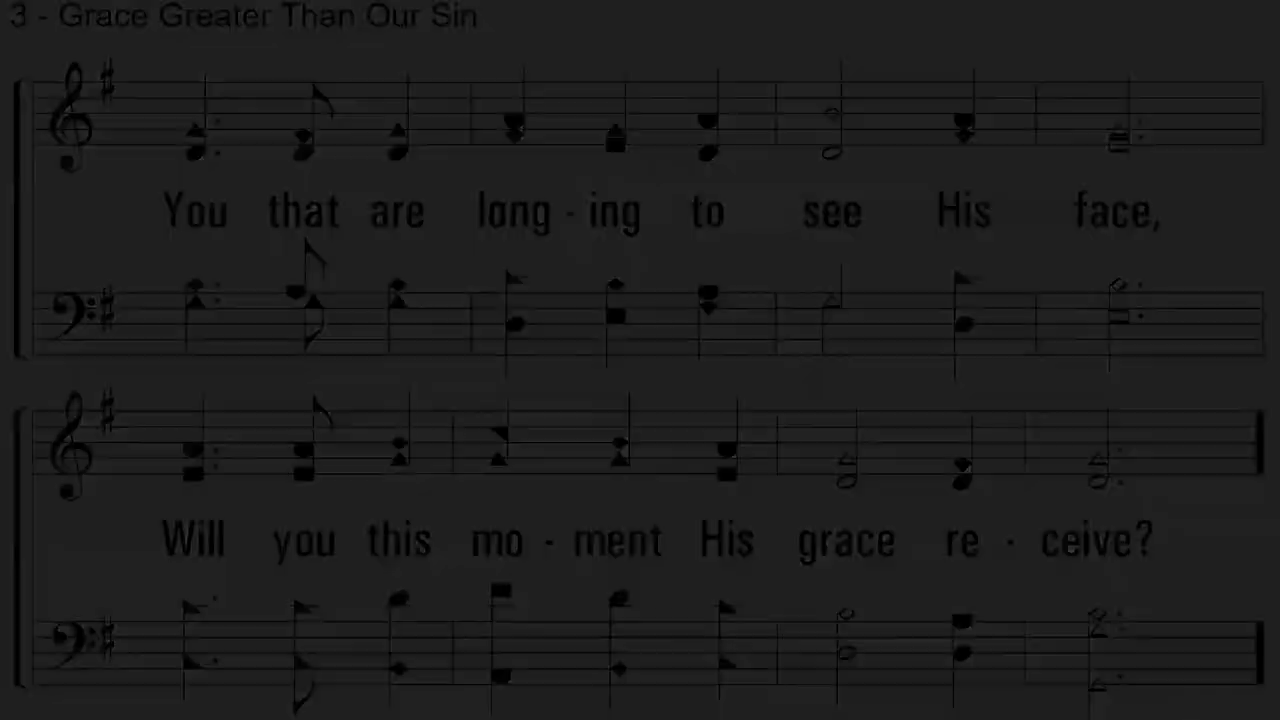 3 - Grace Greater Than Our Sin
You that are long - ing to see His face,
Will you this mo - ment His grace re - ceive?